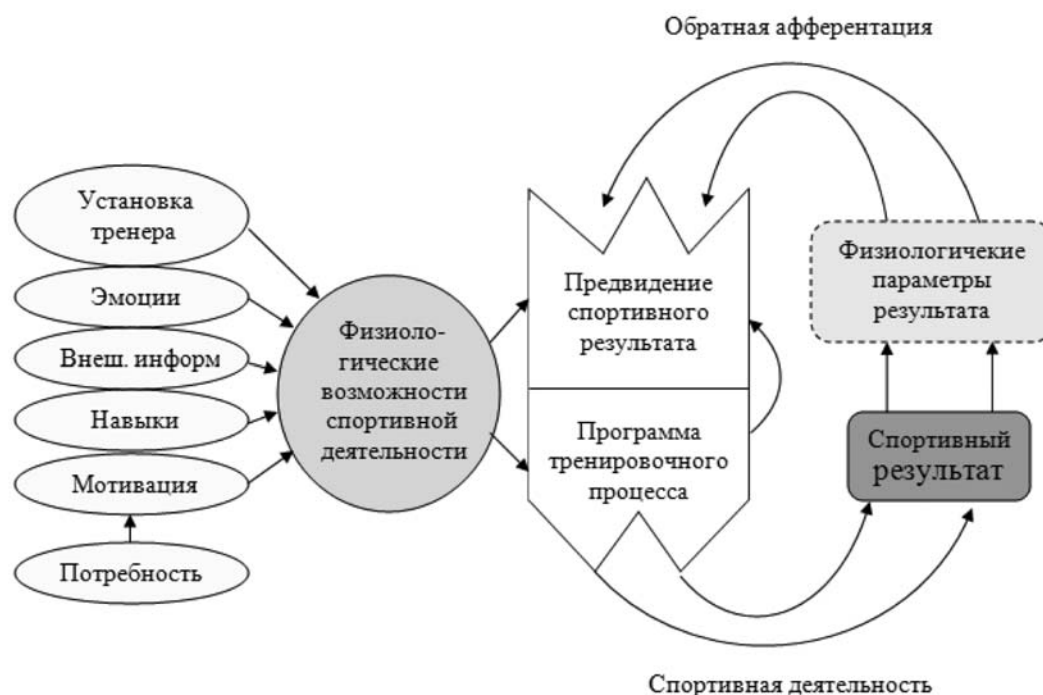 Обратная афферентация
Установка
тренера
Эмоции
Внеш. информ
Навыки
Мотивация
Потребность
Физиоло-
гические
возможности
спортивной
деятельности
Предвидение
спортивного
результата
Программа
тренировочного
процесса
Физиологичекие
параметры
результата
Спортивный
результат
Спортивная деятельность